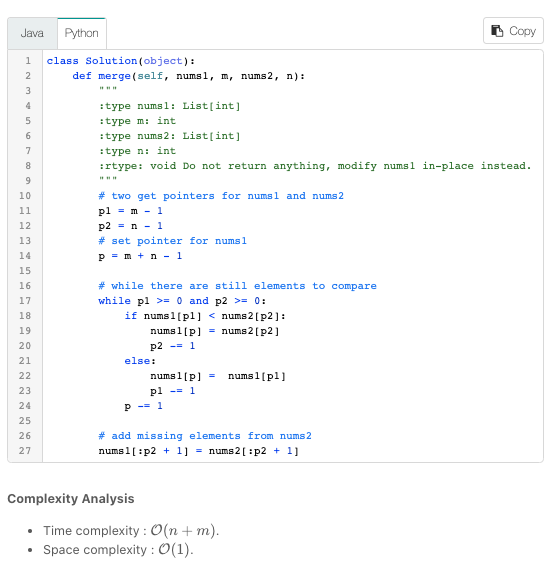 Java Python Copy
1 class Solution(object):
2     def merge(self, nums1, m, nums2, n):
3         """
4         :type nums1: List[int]
5         :type m: int
6         :type nums2: List[int]
7         :type n: int
8         :rtype: void Do not return anything, modify nums1 in-place instead.
9         """
10         # two get pointers for nums1 and nums2
11         p1 = m - 1
12         p2 = n - 1
13         # set pointer for nums1
14         p = m + n - 1
15
16         # while there are still elements to compare
17         while p1 >= 0 and p2 >= 0:
18             if nums1[p1] < nums2[p2]:
19                 nums1[p] = nums2[p2]
20                 p2 -= 1
21             else:
22                 nums1[p] =  nums1[p1]
23                 p1 -= 1
24             p -= 1
25
26         # add missing elements from nums2
27         nums1[:p2 + 1] = nums2[:p2 + 1]
Complexity Analysis
• Time complexity : O(n + m).
• Space complexity : O(1).